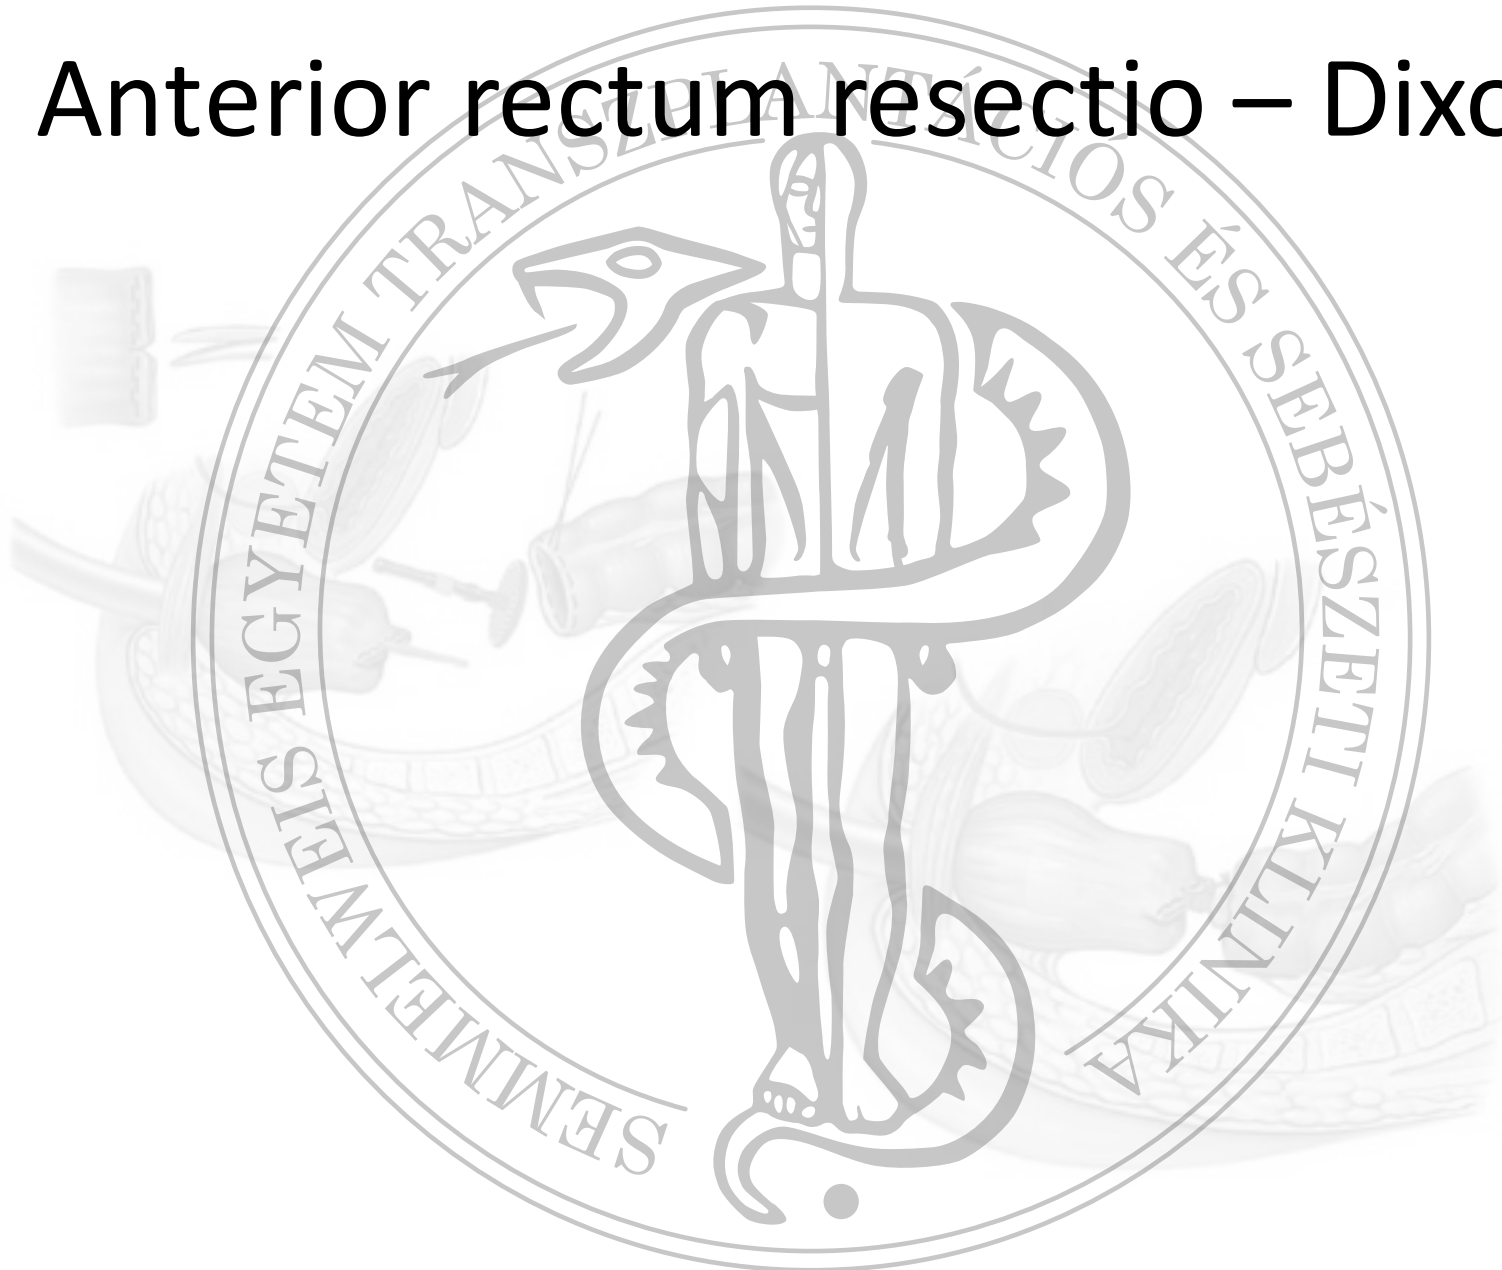 Anterior rectum resectio – Dixo
SEMMELWEIS EGYETEM TRANSZPLANTÁCIÓS ÉS SEBÉSZETI KLINIKA